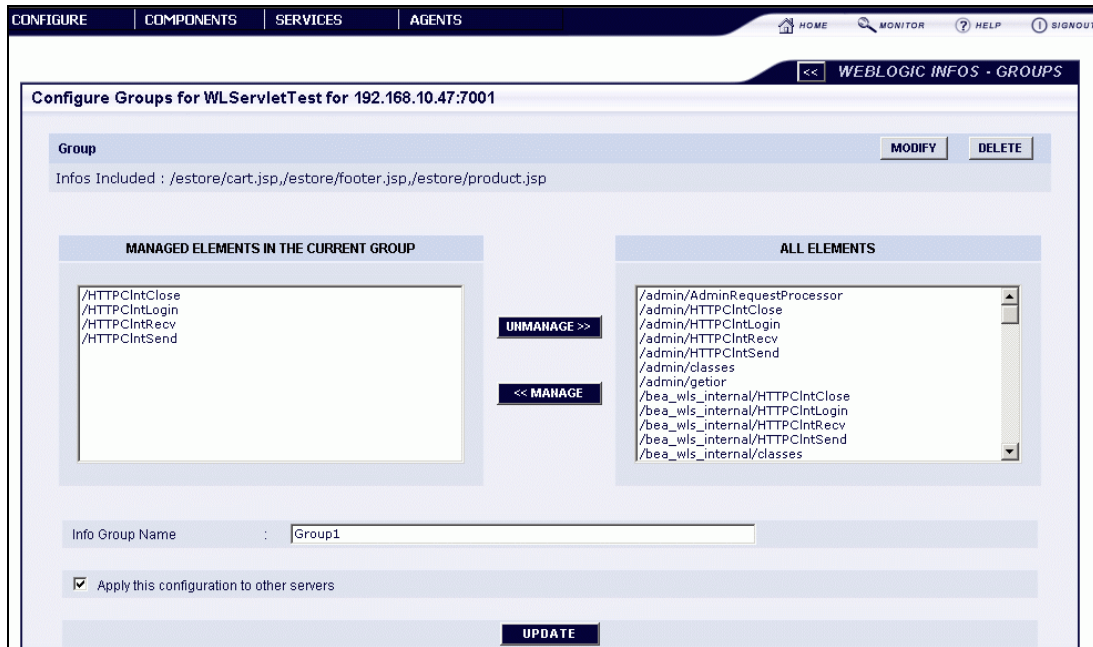 CONFIGURE COMPONENTS SERVICES AGENTS
HOME MONITOR ? HELP SIGNOUT
<< WEBLOGIC INFOS - GROUPS
Configure Groups for WLServletTest for 192.168.10.47:7001
Group MODIFY DELETE
Infos Included : /estore/cart.jsp,/estore/footer.jsp,/estore/product.jsp
MANAGED ELEMENTS IN THE CURRENT GROUP
/HTTPClntClose
/HTTPClntLogin
/HTTPClntRecv
/HTTPClntSend
UNMANAGE >>
<< MANAGE
ALL ELEMENTS
/admin/AdminRequestProcessor
/admin/HTTPClntClose
/admin/HTTPClntLogin
/admin/HTTPClntRecv
/admin/HTTPClntSend
/admin/classes
/admin/getior
/bea_wls_internal/HTTPClntClose
/bea_wls_internal/HTTPClntLogin
/bea_wls_internal/HTTPClntRecv
/bea_wls_internal/HTTPClntSend
/bea_wls_internal/classes
Info Group Name : Group1
Apply this configuration to other servers
UPDATE